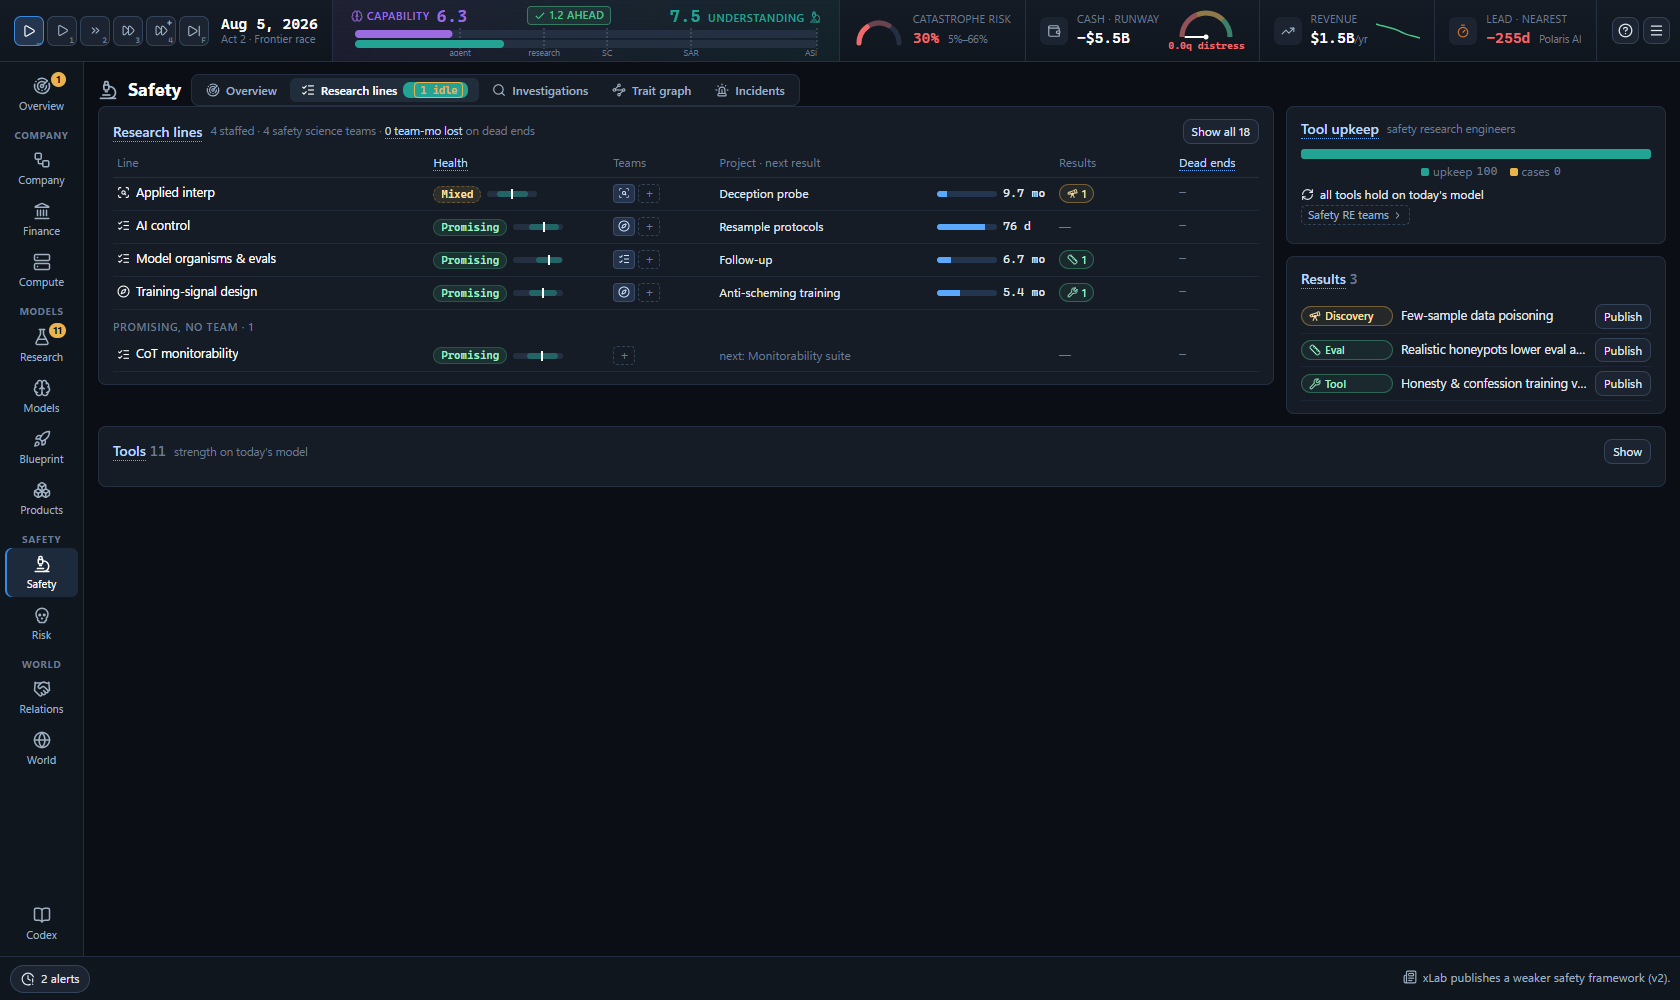 1
2
3
4
F
Aug 5, 2026
Act 2 · Frontier race
CAPABILITY 6.3
1.2 AHEAD
7.5 UNDERSTANDING
agent
research
SC
SAR
ASI
CATASTROPHE RISK
30% 5%–66%
CASH · RUNWAY
−$5.5B
0.0q distress
REVENUE
$1.5B/yr
LEAD · NEAREST
−255d Polaris AI
1
Overview
COMPANY
Company
Finance
Compute
MODELS
11
Research
Models
Blueprint
Products
SAFETY
Safety
Risk
WORLD
Relations
World
Codex
Safety
Overview
Research lines 1 idle
Investigations
Trait graph
Incidents
Research lines 4 staffed · 4 safety science teams · 0 team-mo lost on dead ends
Show all 18
Line Health Teams Project · next result Results Dead ends
Applied interp Mixed + Deception probe 9.7 mo 1 –
AI control Promising + Resample protocols 76 d — –
Model organisms & evals Promising + Follow-up 6.7 mo 1 –
Training-signal design Promising + Anti-scheming training 5.4 mo 1 –
PROMISING, NO TEAM · 1
CoT monitorability Promising + next: Monitorability suite — –
Tool upkeep safety research engineers
upkeep 100 cases 0
all tools hold on today's model
Safety RE teams ›
Results 3
Discovery Few-sample data poisoning Publish
Eval Realistic honeypots lower eval a... Publish
Tool Honesty & confession training v... Publish
Tools 11 strength on today's model
Show
2 alerts
xLab publishes a weaker safety framework (v2).